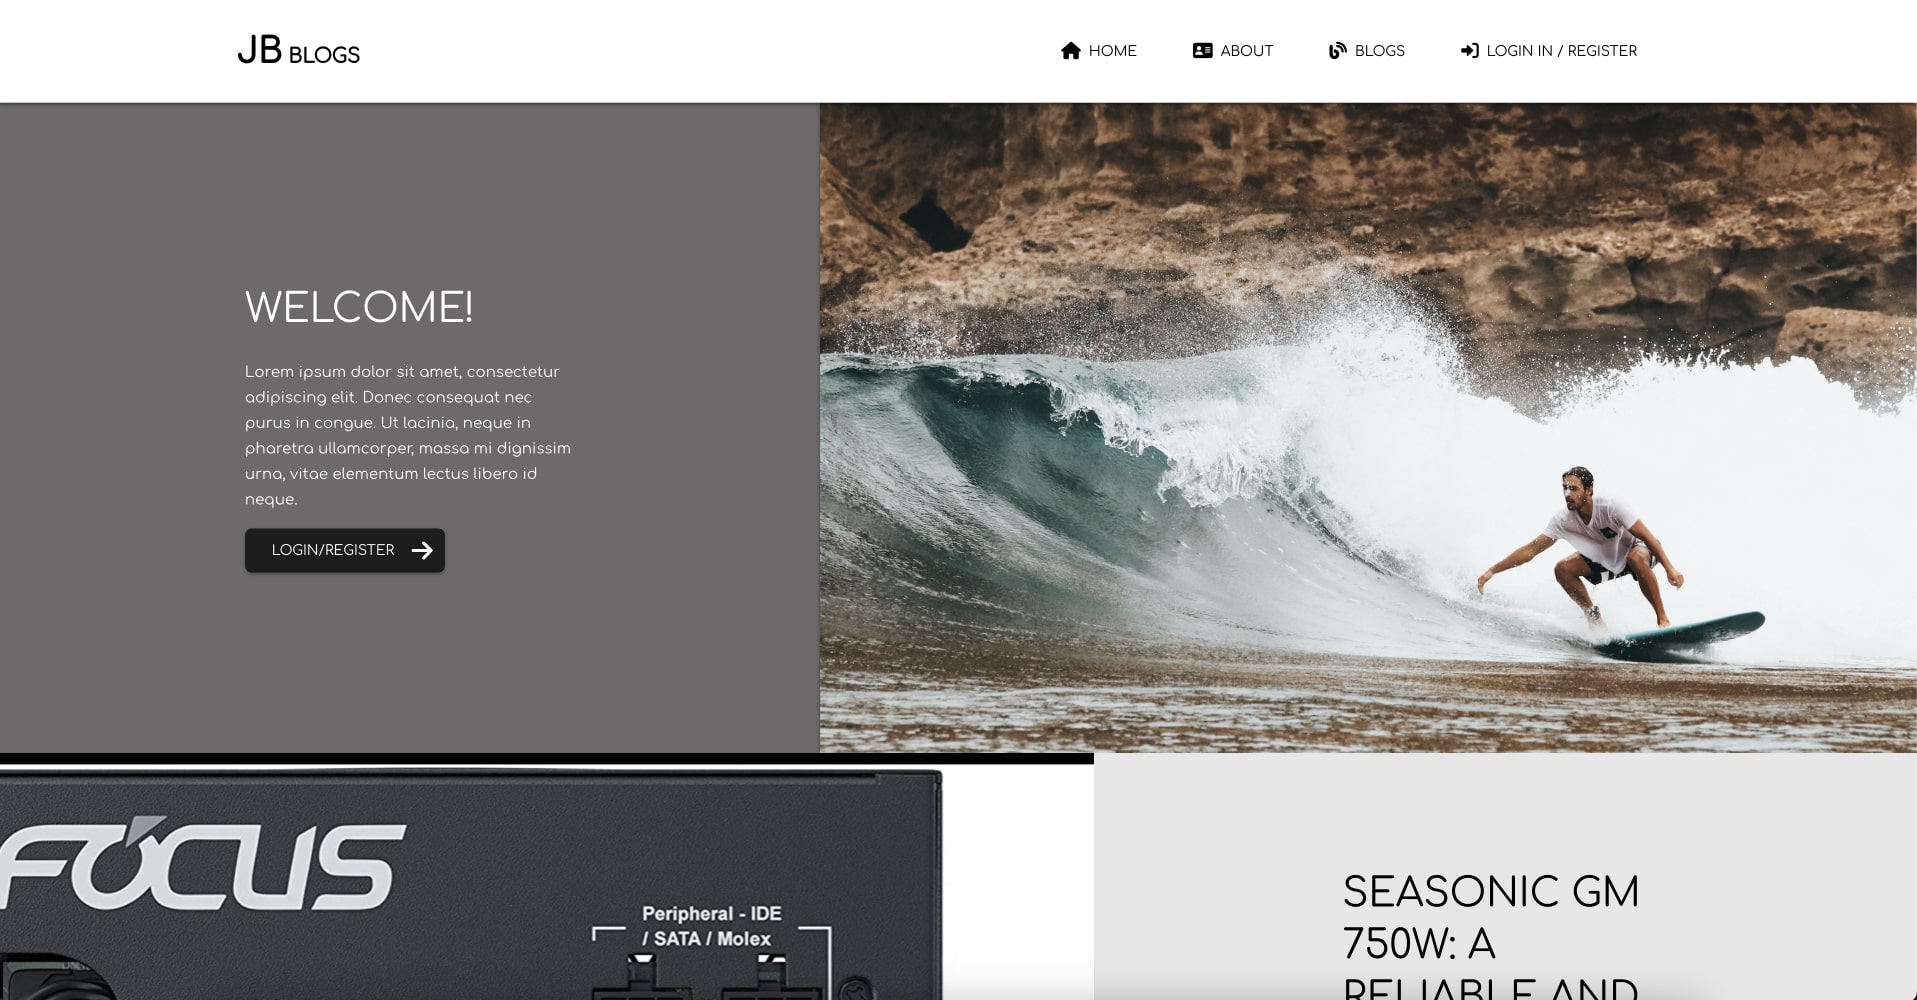 JB BLOGS
HOME
ABOUT
BLOGS
LOGIN IN / REGISTER
WELCOME!
Lorem ipsum dolor sit amet, consectetur
adipiscing elit. Donec consequat nec
purus in congue. Ut lacinia, neque in
pharetra ullamcorper, massa mi dignissim
urna, vitae elementum lectus libero id
neque.
LOGIN/REGISTER
FOCUS
Peripheral - IDE
/ SATA / Molex
SEASONIC GM
750W: A
RELIABLE AND